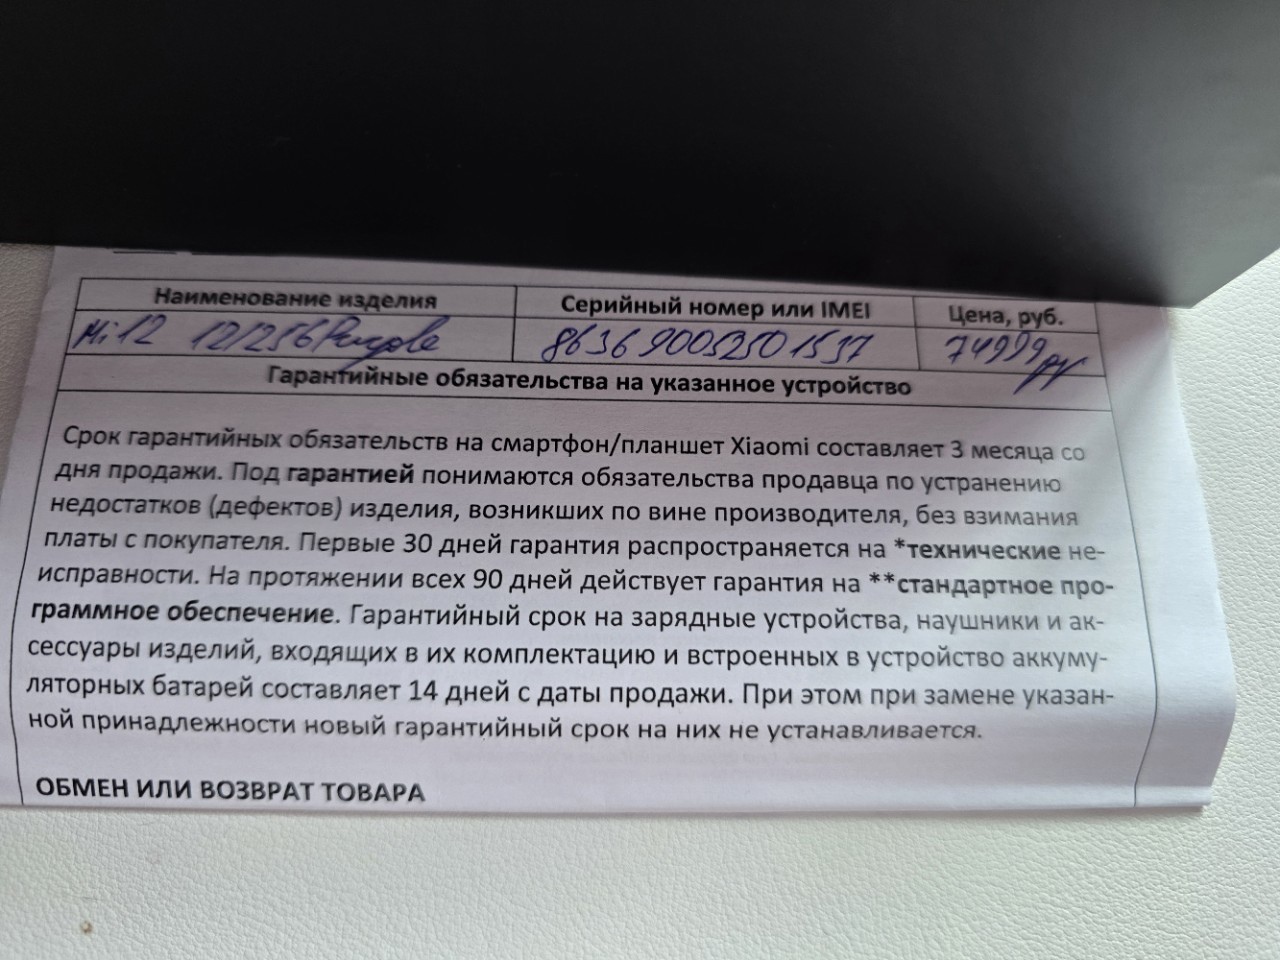 Наименование изделия Серийный номер или IMEI Цена, руб.
Mi 12 12/256 863690052501537 74999 ру
Гарантийные обязательства на указанное устройство
Срок гарантийных обязательств на смартфон/планшет Xiaomi составляет 3 месяца со
дня продажи. Под гарантией понимаются обязательства продавца по устранению
недостатков (дефектов) изделия, возникших по вине производителя, без взимания
платы с покупателя. Первые 30 дней гарантия распространяется на *технические не-
исправности. На протяжении всех 90 дней действует гарантия на **стандартное про-
граммное обеспечение. Гарантийный срок на зарядные устройства, наушники и ак-
сессуары изделий, входящих в их комплектацию и встроенных в устройство аккуму-
ляторных батарей составляет 14 дней с даты продажи. При этом при замене указан-
ной принадлежности новый гарантийный срок на них не устанавливается.
ОБМЕН ИЛИ ВОЗВРАТ ТОВАРА